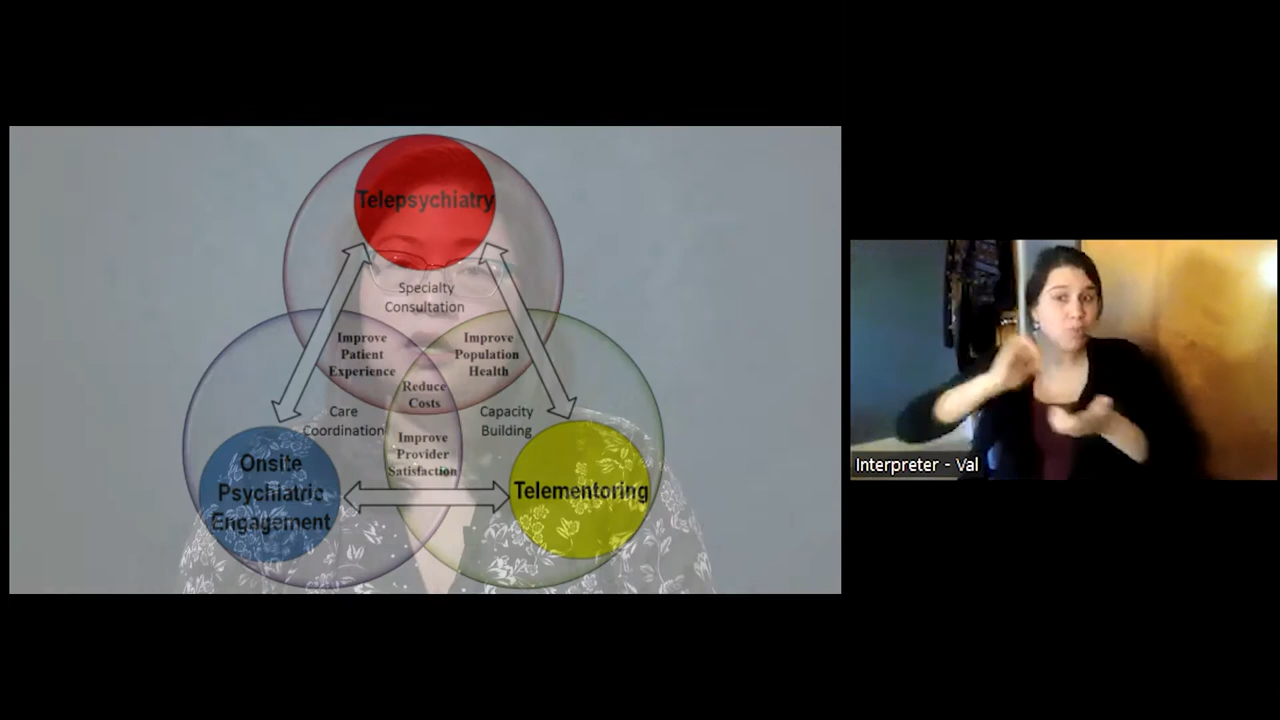 Telepsychiatry
Specialty
Consultation
Improve
Patient
Experience
Improve
Population
Health
Reduce
Costs
Care
Coordination
Capacity
Building
Improve
Provider
Satisfaction
Onsite
Psychiatric
Engagement
Telementoring
Interpreter - Val